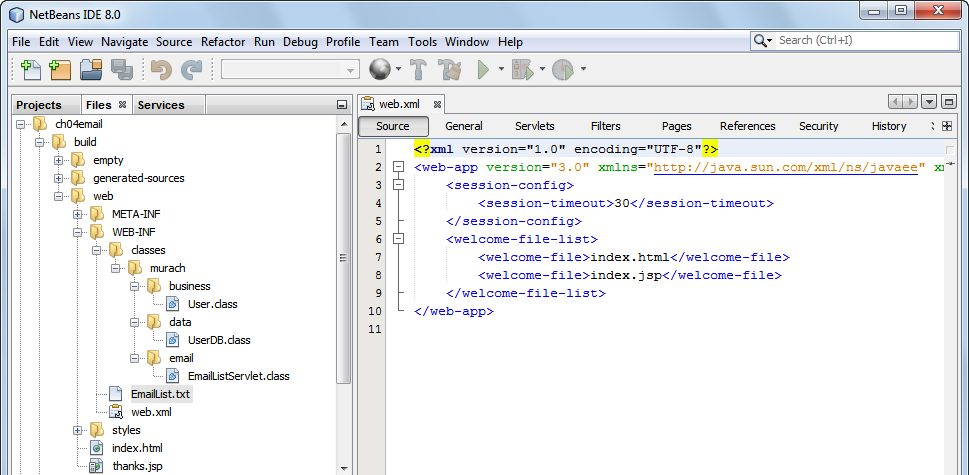 NetBeans IDE 8.0
File Edit View Navigate Source Refactor Run Debug Profile Team Tools Window Help
Search (Ctrl+I)
Projects Files Services
ch04email
build
empty
generated-sources
web
META-INF
WEB-INF
classes
murach
business
User.class
data
UserDB.class
email
EmailListServlet.class
EmailList.txt
web.xml
styles
index.html
thanks.jsp
web.xml
Source General Servlets Filters Pages References Security History
1 <?xml version="1.0" encoding="UTF-8"?>
2 <web-app version="3.0" xmlns="http://java.sun.com/xml/ns/javaee" x
3 <session-config>
4 <session-timeout>30</session-timeout>
5 </session-config>
6 <welcome-file-list>
7 <welcome-file>index.html</welcome-file>
8 <welcome-file>index.jsp</welcome-file>
9 </welcome-file-list>
10 </web-app>
11